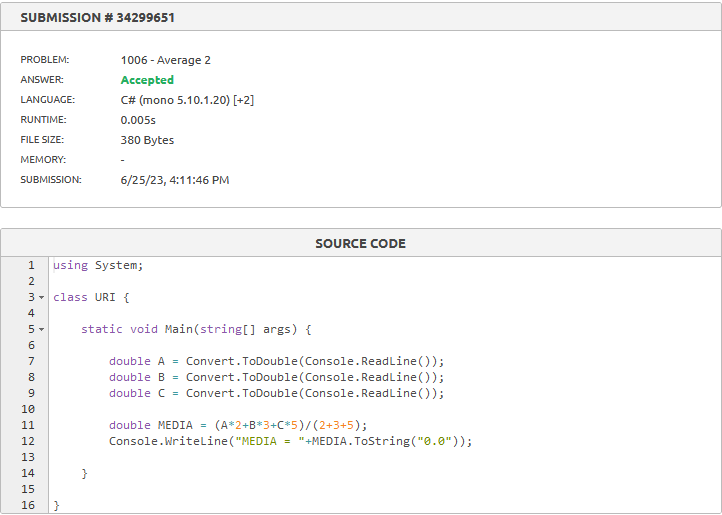 SUBMISSION # 34299651
PROBLEM: 1006 - Average 2
ANSWER: Accepted
LANGUAGE: C# (mono 5.10.1.20) [+2]
RUNTIME: 0.005s
FILE SIZE: 380 Bytes
MEMORY: -
SUBMISSION: 6/25/23, 4:11:46 PM
SOURCE CODE
1 using System;
2
3 class URI {
4
5     static void Main(string[] args) {
6
7         double A = Convert.ToDouble(Console.ReadLine());
8         double B = Convert.ToDouble(Console.ReadLine());
9         double C = Convert.ToDouble(Console.ReadLine());
10
11         double MEDIA = (A*2+B*3+C*5)/(2+3+5);
12         Console.WriteLine("MEDIA = "+MEDIA.ToString("0.0"));
13
14     }
15
16 }